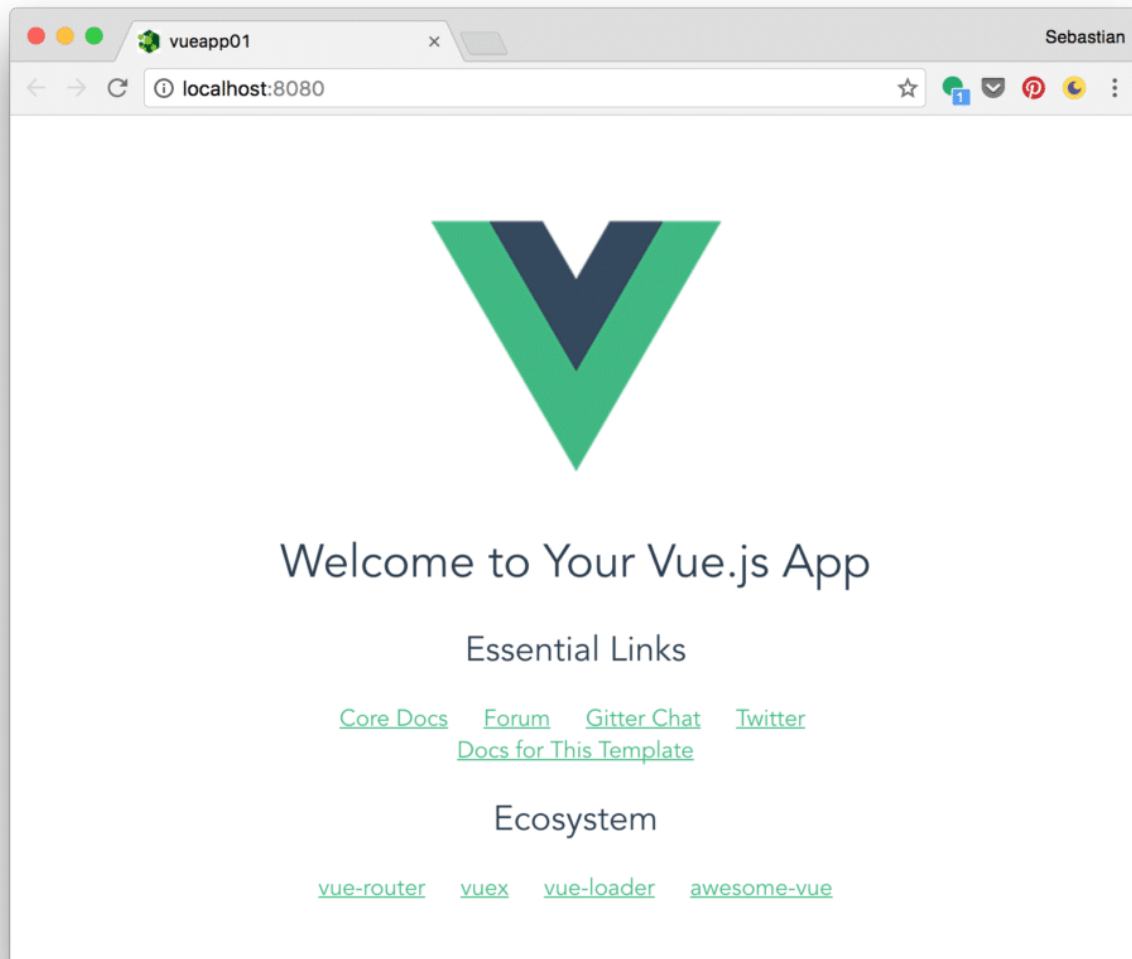 vueapp01
Sebastian
localhost:8080
1
Welcome to Your Vue.js App
Essential Links
Core Docs Forum Gitter Chat Twitter
Docs for This Template
Ecosystem
vue-router vuex vue-loader awesome-vue